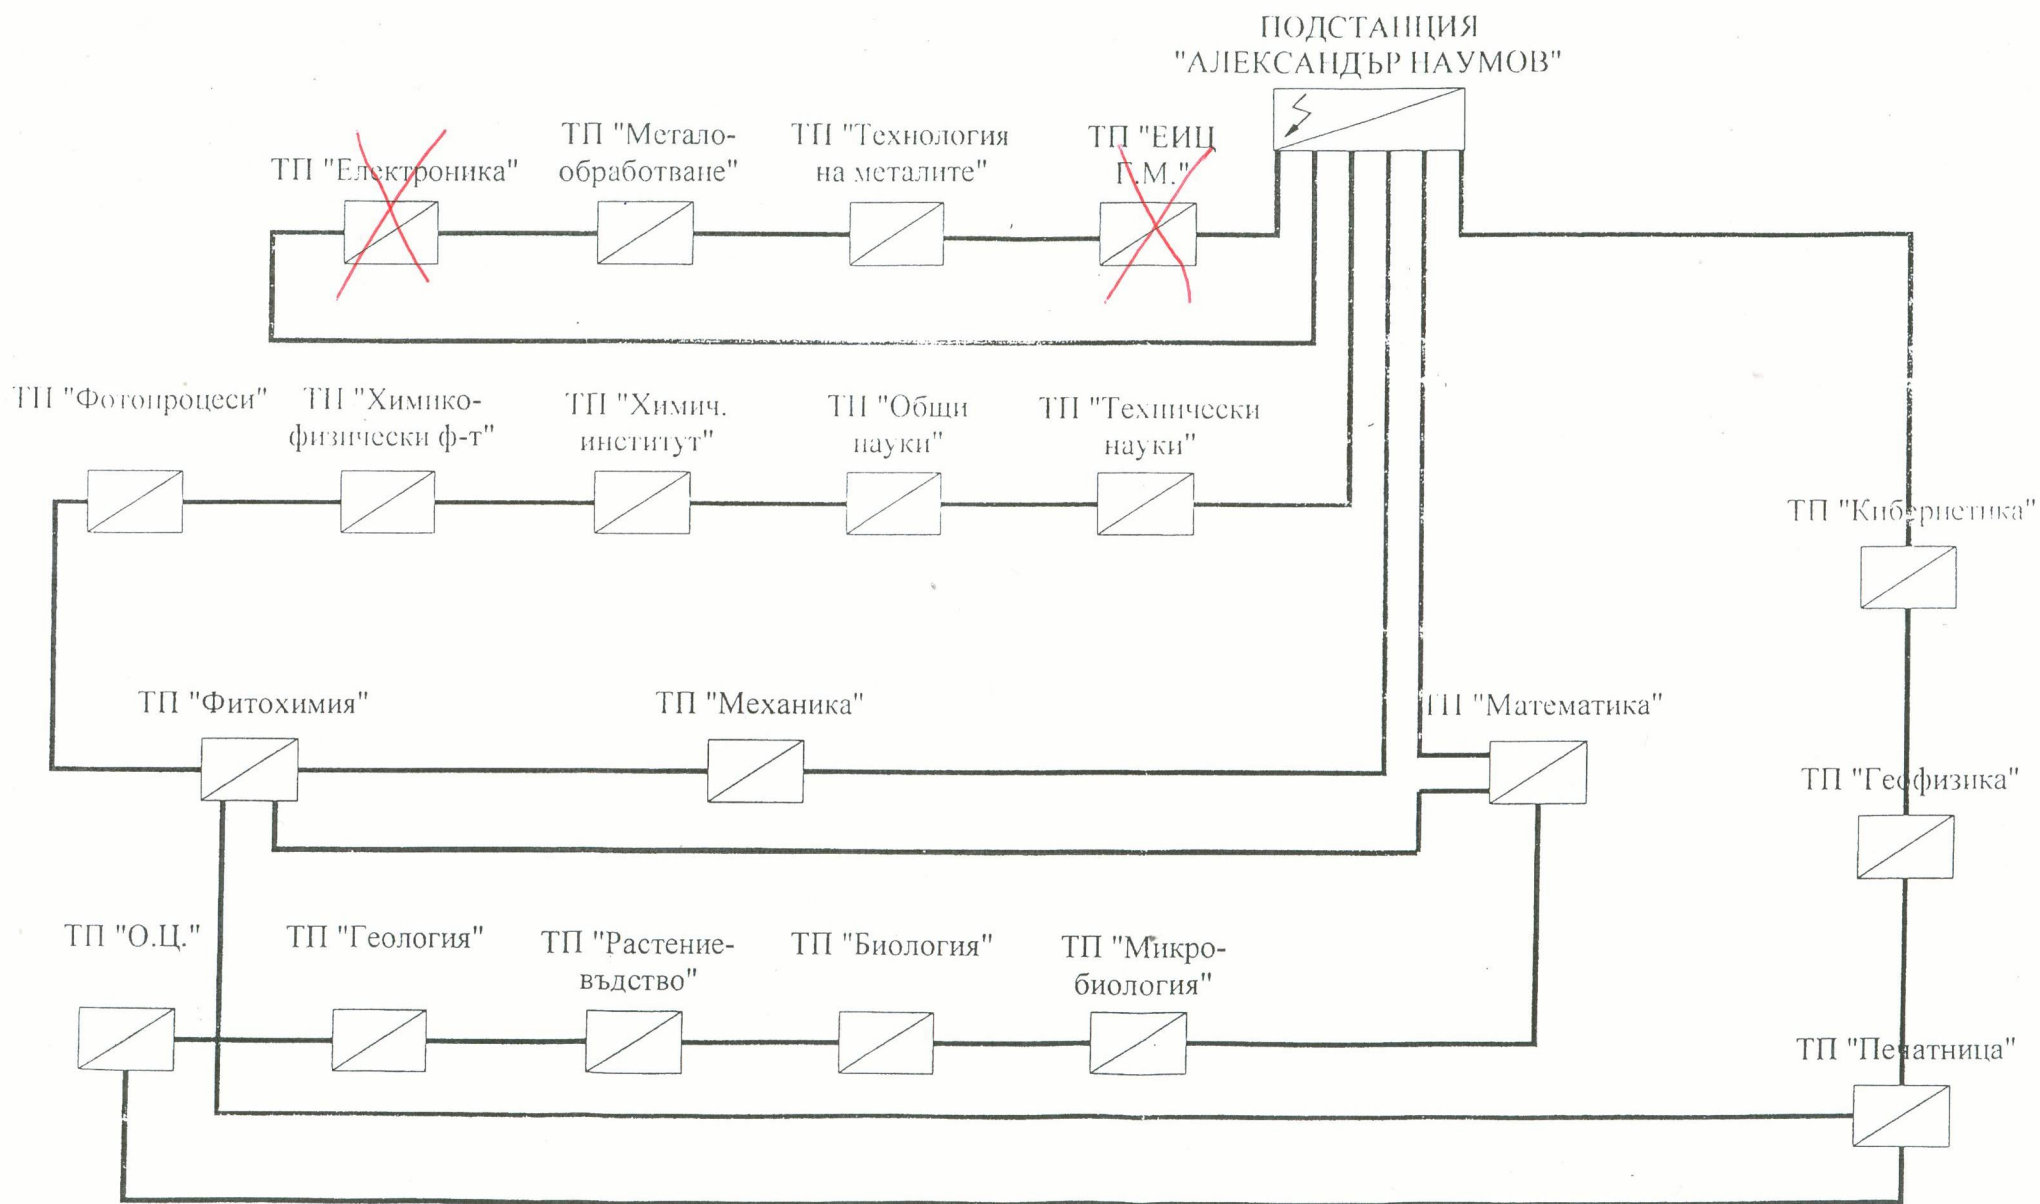 ПОДСТАНЦИЯ
"АЛЕКСАНДЪР НАУМОВ"
ТП "Електроника"
ТП "Метало-
обработване"
ТП "Технология
на металите"
ТП "ЕИЦ
Г.М."
ТП "Фотопроцеси"
ТП "Химико-
физически ф-т"
ТП "Химич.
институт"
ТП "Общи
науки"
ТП "Технически
науки"
ТП "Кибернетика"
ТП "Фитохимия"
ТП "Механика"
ТП "Математика"
ТП "Геофизика"
ТП "О.Ц."
ТП "Геология"
ТП "Растение-
въдство"
ТП "Биология"
ТП "Микро-
биология"
ТП "Печатница"